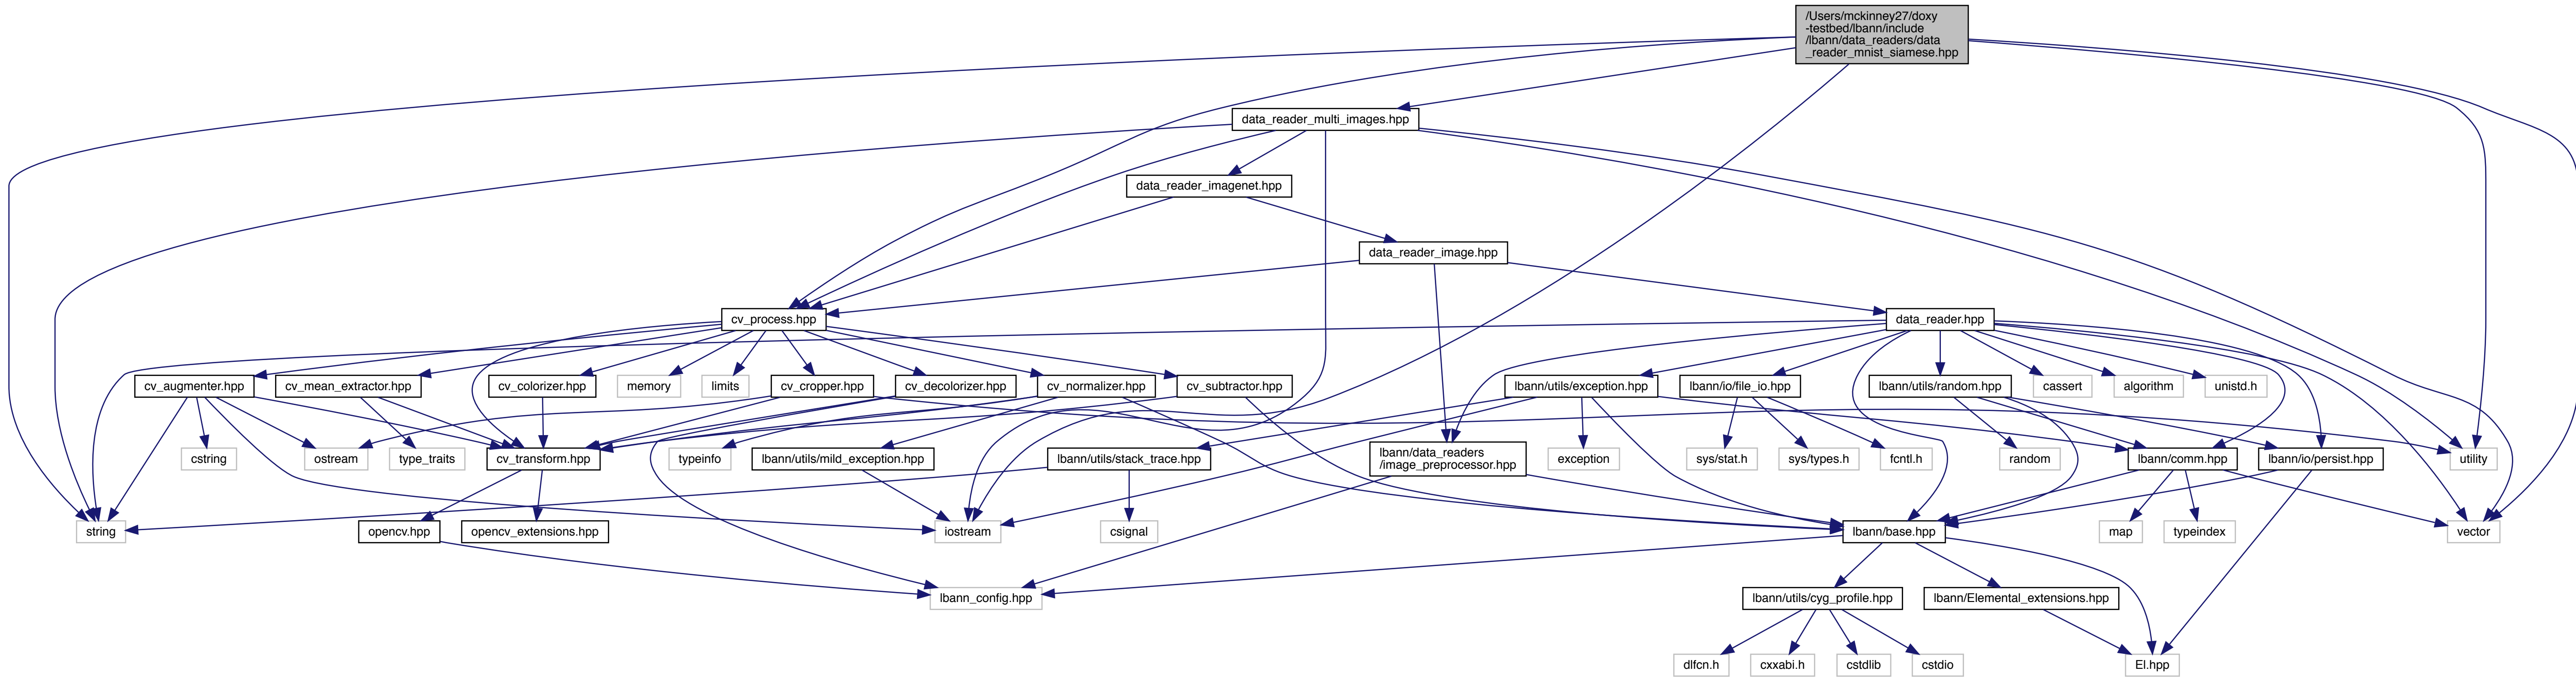 /Users/mckinney27/doxy
-testbed/lbann/include
/lbann/data_readers/data
_reader_mnist_siamese.hpp
data_reader_multi_images.hpp
data_reader_imagenet.hpp
data_reader_image.hpp
cv_process.hpp
data_reader.hpp
cv_augmenter.hpp
cv_mean_extractor.hpp
cv_colorizer.hpp
memory
limits
cv_cropper.hpp
cv_decolorizer.hpp
cv_normalizer.hpp
cv_subtractor.hpp
lbann/utils/exception.hpp
lbann/io/file_io.hpp
lbann/utils/random.hpp
cassert
algorithm
unistd.h
cstring
ostream
type_traits
cv_transform.hpp
typeinfo
lbann/utils/mild_exception.hpp
lbann/utils/stack_trace.hpp
lbann/data_readers
/image_preprocessor.hpp
exception
sys/stat.h
sys/types.h
fcntl.h
random
lbann/comm.hpp
lbann/io/persist.hpp
utility
string
opencv.hpp
opencv_extensions.hpp
iostream
csignal
lbann/base.hpp
map
typeindex
vector
lbann_config.hpp
lbann/utils/cyg_profile.hpp
lbann/Elemental_extensions.hpp
dlfcn.h
cxxabi.h
cstdlib
cstdio
El.hpp